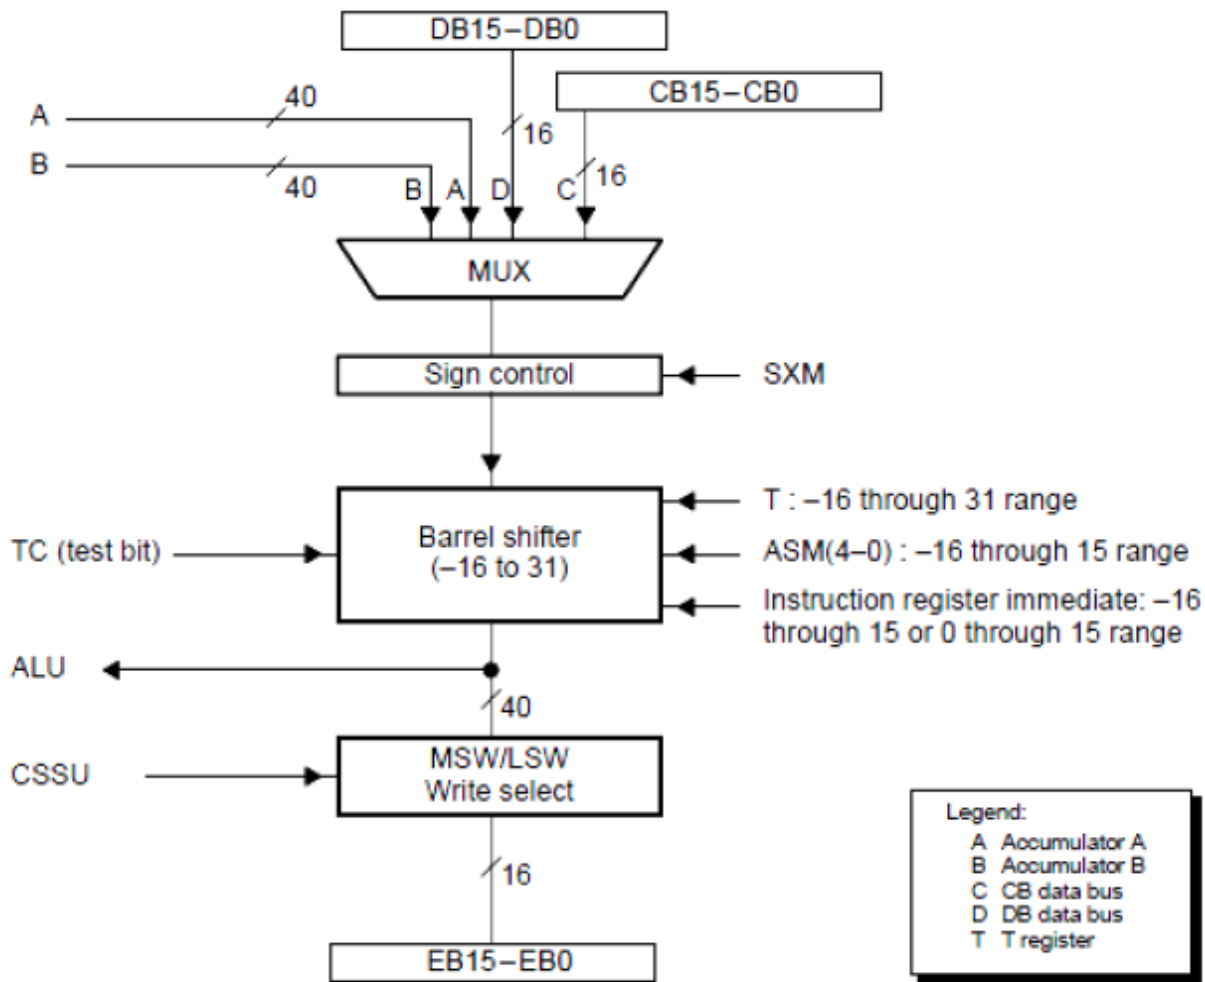 DB15–DB0
CB15–CB0
40
A
16
B
40
16
B A D C
MUX
Sign control
SXM
T : –16 through 31 range
Barrel shifter
(–16 to 31)
TC (test bit)
ASM(4–0) : –16 through 15 range
Instruction register immediate: –16
through 15 or 0 through 15 range
ALU
40
MSW/LSW
Write select
CSSU
16
EB15–EB0
Legend:
A Accumulator A
B Accumulator B
C CB data bus
D DB data bus
T T register